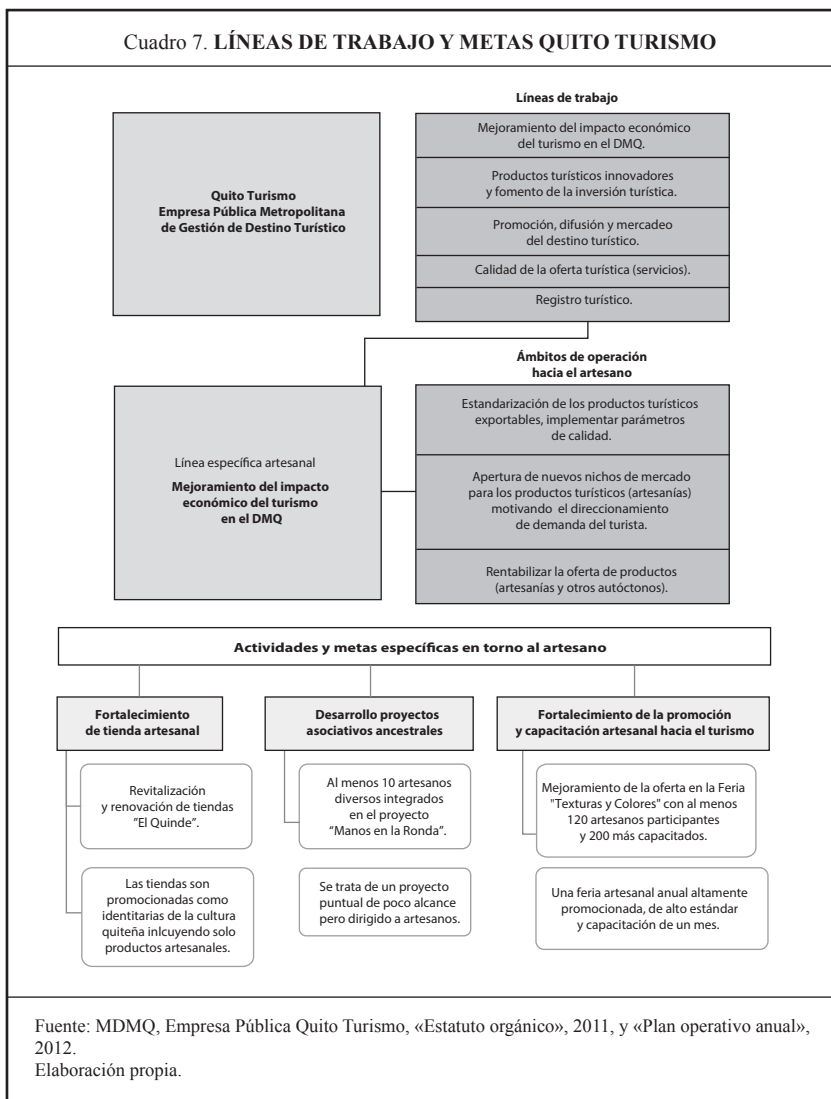 Cuadro 7. LÍNEAS DE TRABAJO Y METAS QUITO TURISMO
Quito Turismo
Empresa Pública Metropolitana
de Gestión de Destino Turístico
Líneas de trabajo
Mejoramiento del impacto económico
del turismo en el DMQ.
Productos turísticos innovadores
y fomento de la inversión turística.
Promoción, difusión y mercadeo
del destino turístico.
Calidad de la oferta turística (servicios).
Registro turístico.
Línea específica artesanal
Mejoramiento del impacto
económico del turismo
en el DMQ
Ámbitos de operación
hacia el artesano
Estandarización de los productos turísticos
exportables, implementar parámetros
de calidad.
Apertura de nuevos nichos de mercado
para los productos turísticos (artesanías)
motivando el direccionamiento
de demanda del turista.
Rentabilizar la oferta de productos
(artesanías y otros autóctonos).
Actividades y metas específicas en torno al artesano
Fortalecimiento
de tienda artesanal
Revitalización
y renovación de tiendas
"El Quinde".
Las tiendas son
promocionadas como
identitarias de la cultura
quiteña inlcuyendo solo
productos artesanales.
Desarrollo proyectos
asociativos ancestrales
Al menos 10 artesanos
diversos integrados
en el proyecto
"Manos en la Ronda".
Se trata de un proyecto
puntual de poco alcance
pero dirigido a artesanos.
Fortalecimiento de la promoción
y capacitación artesanal hacia el turismo
Mejoramiento de la oferta en la Feria
"Texturas y Colores" con al menos
120 artesanos participantes
y 200 más capacitados.
Una feria artesanal anual altamente
promocionada, de alto estándar
y capacitación de un mes.
Fuente: MDMQ, Empresa Pública Quito Turismo, «Estatuto orgánico», 2011, y «Plan operativo anual»,
2012.
Elaboración propia.